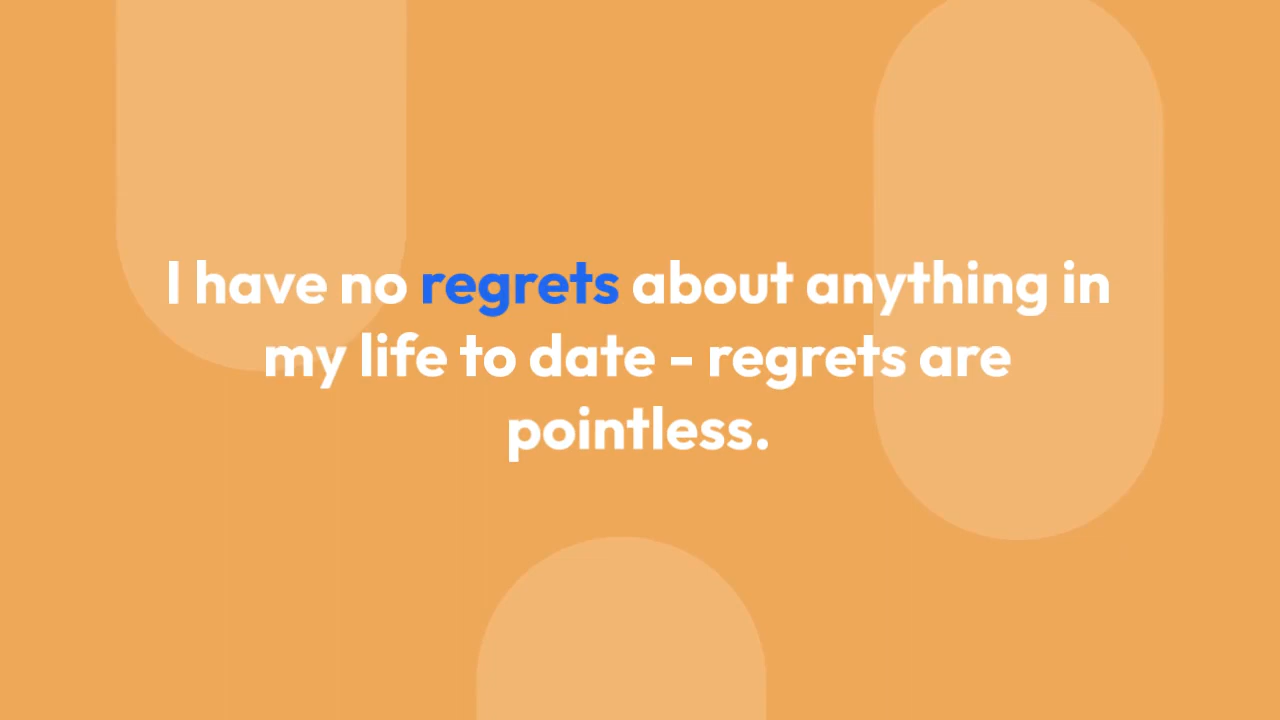 I have no regrets about anything in
my life to date - regrets are
pointless.